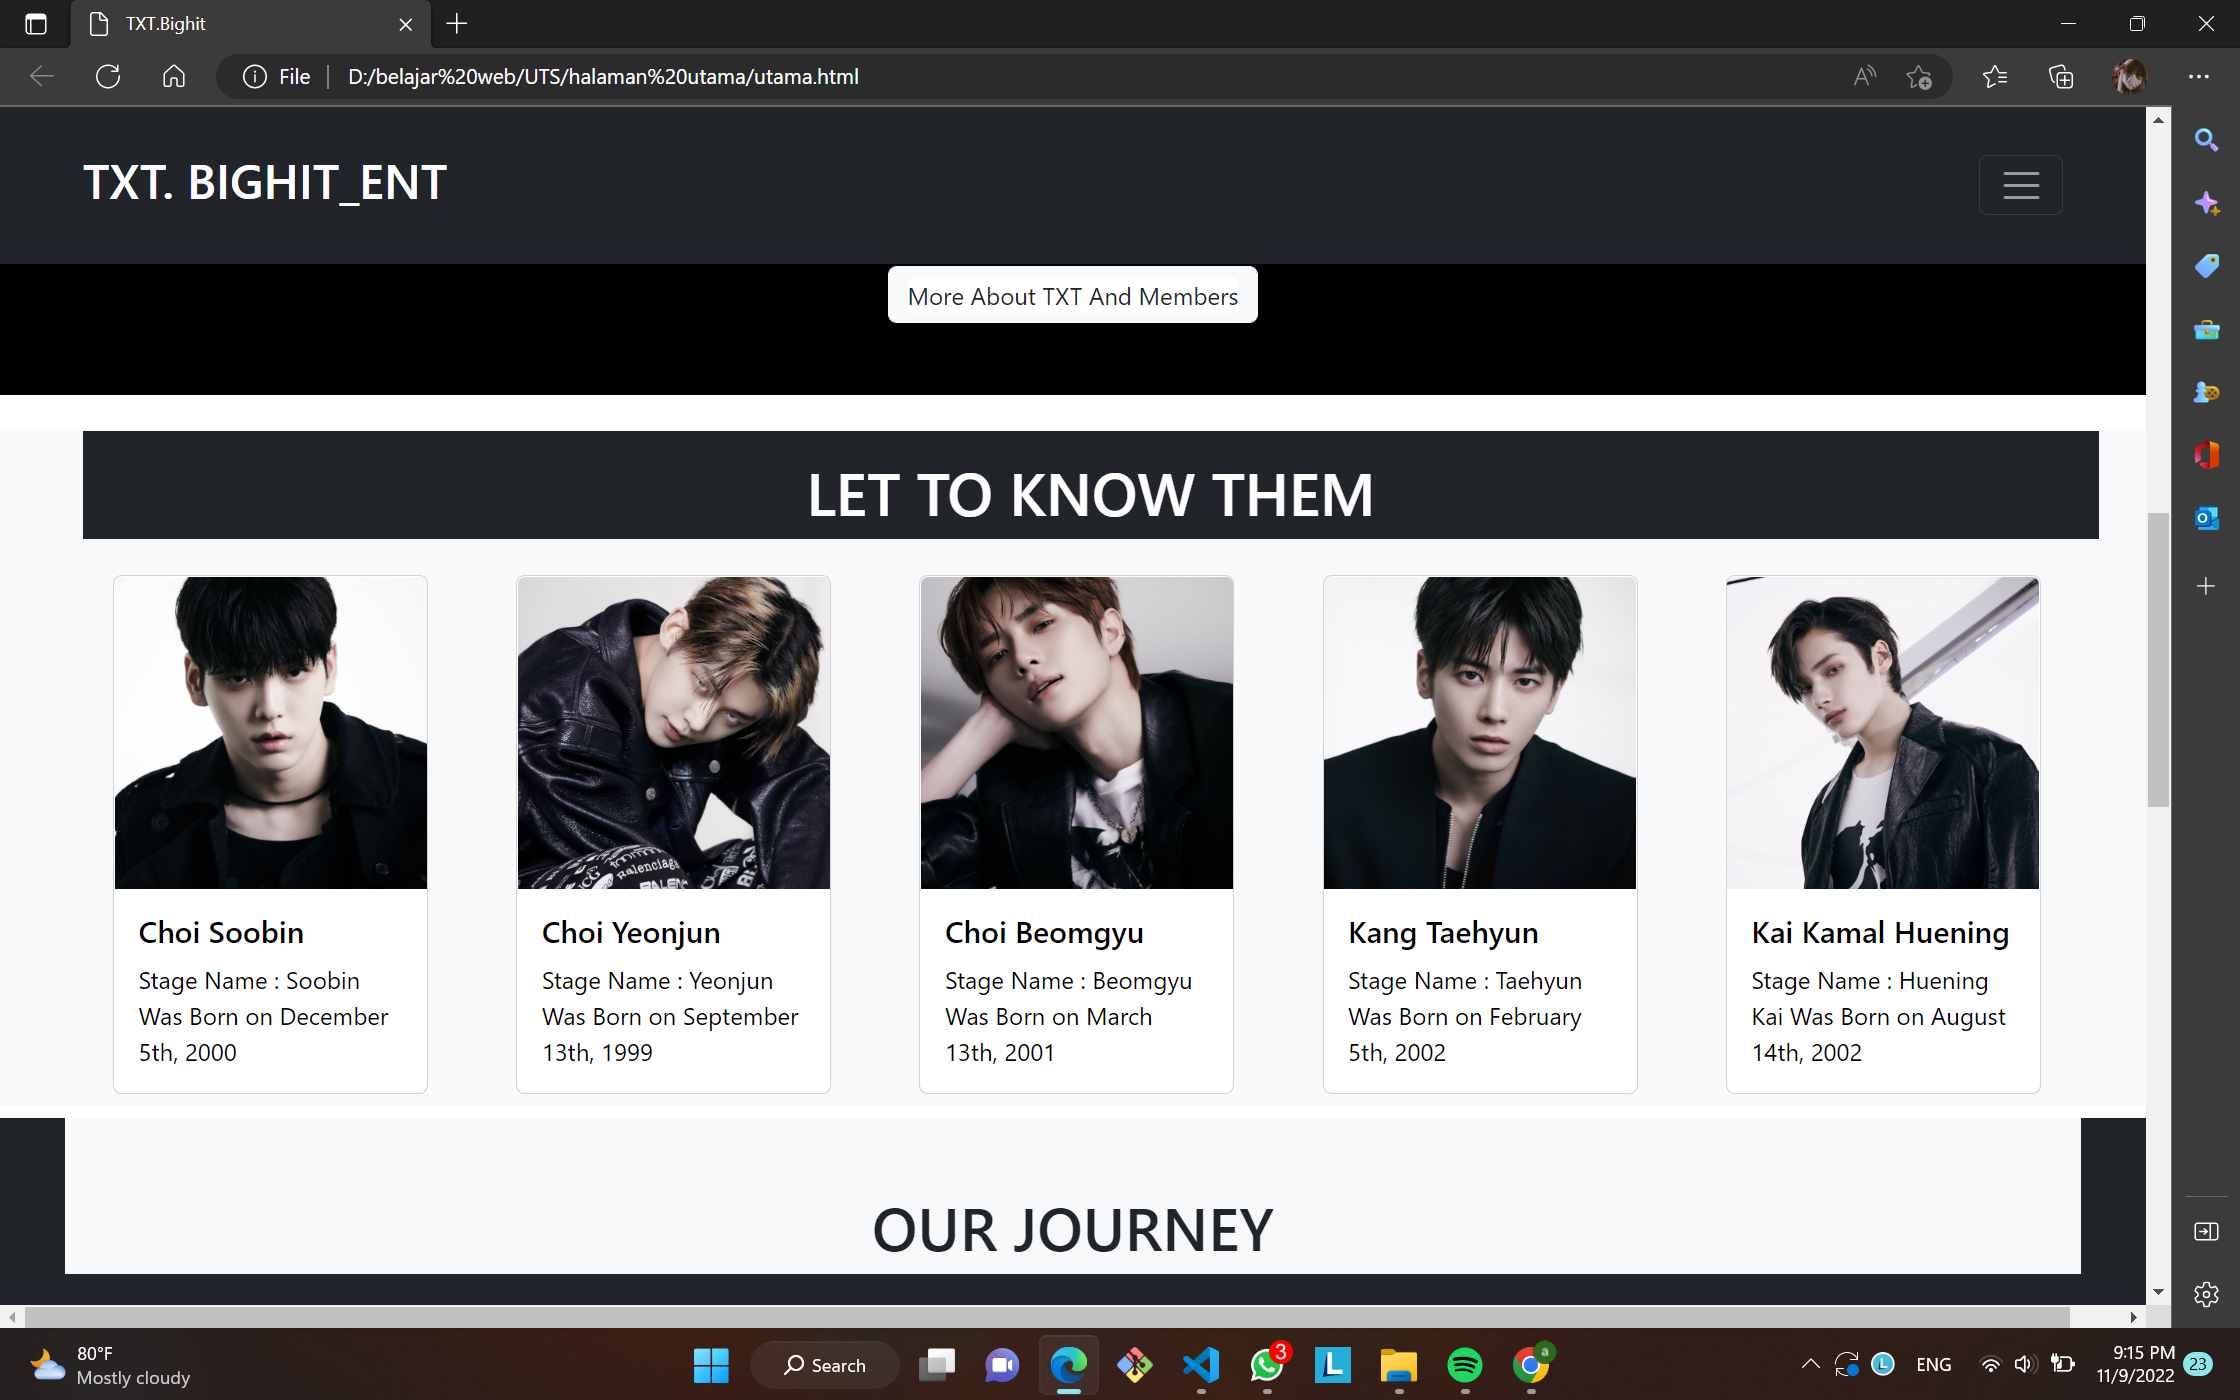 TXT.Bighit
File
D:/belajar%20web/UTS/halaman%20utama/utama.html
TXT. BIGHIT_ENT
More About TXT And Members
LET TO KNOW THEM
Balenciaga
Choi Soobin
Stage Name : Soobin
Was Born on December
5th, 2000
Choi Yeonjun
Stage Name : Yeonjun
Was Born on September
13th, 1999
Choi Beomgyu
Stage Name : Beomgyu
Was Born on March
13th, 2001
Kang Taehyun
Stage Name : Taehyun
Was Born on February
5th, 2002
Kai Kamal Huening
Stage Name : Huening
Kai Was Born on August
14th, 2002
OUR JOURNEY
80°F
Mostly cloudy
Search
3
ENG
9:15 PM
11/9/2022
23